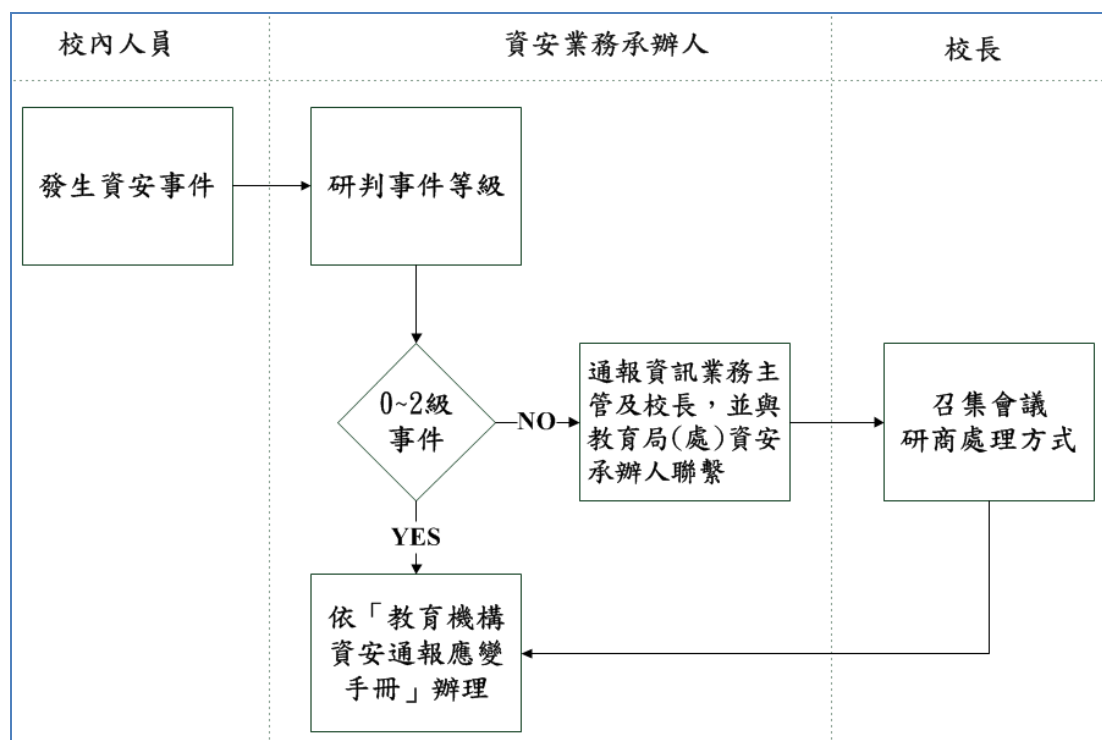 校內人員
資安業務承辦人
校長
發生資安事件
研判事件等級
0~2級
事件
NO
通報資訊業務主
管及校長，並與
教育局(處)資安
承辦人聯繫
召集會議
研商處理方式
YES
依「教育機構
資安通報應變
手冊」辦理